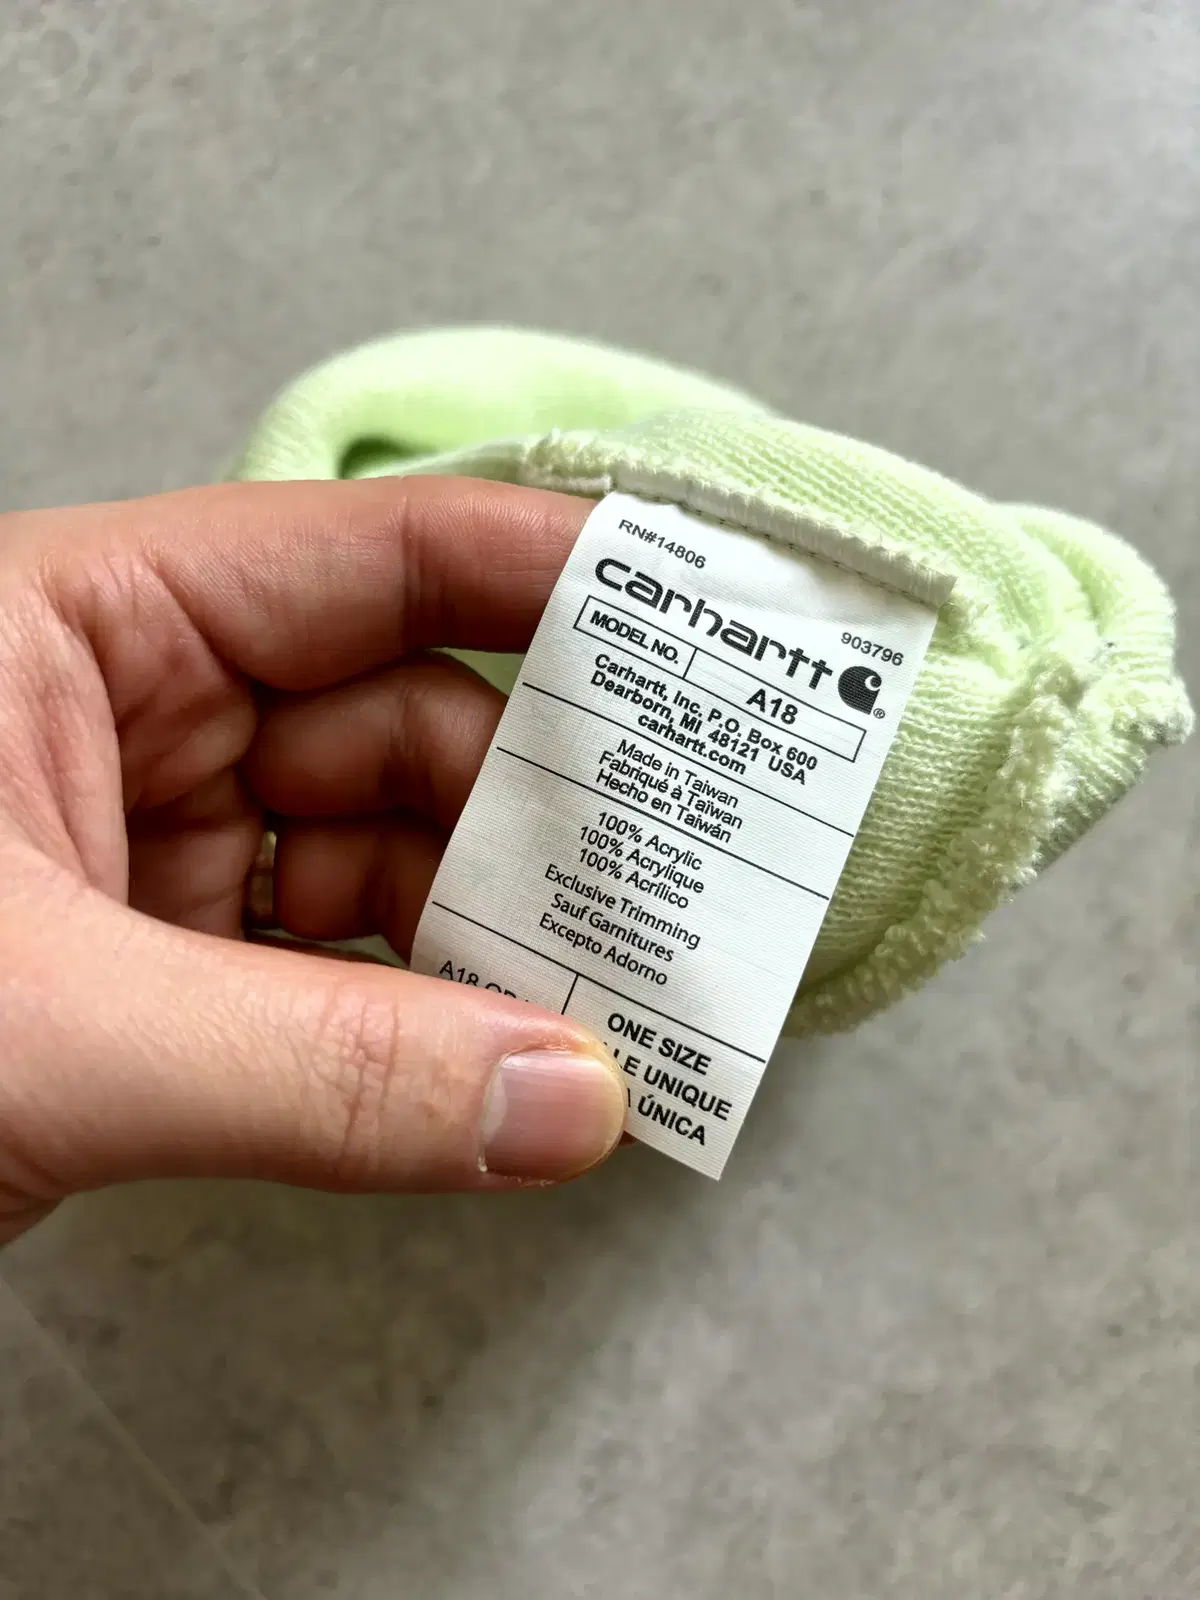 RN#14806
carhartt
903796
MODEL NO. A18
Carhartt, Inc. P.O. Box 600
Dearborn, MI 48121 USA
carhartt.com
Made in Taiwan
Fabriqué à Taïwan
Hecho en Taiwán
100% Acrylic
100% Acrylique
100% Acrílico
Exclusive Trimming
Sauf Garnitures
Excepto Adorno
A18
ONE SIZE
UNIQUE
ÚNICA